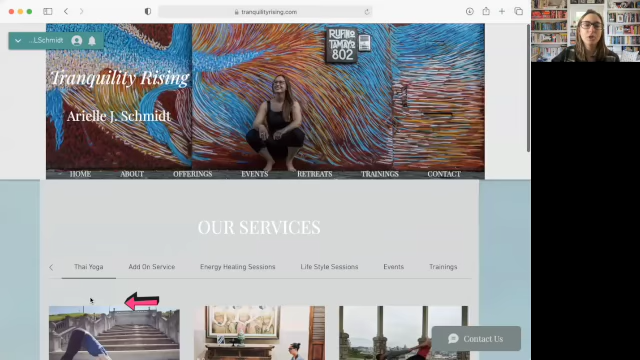 tranquilityrising.com
...LSchmidt
RUFINO
TAMAYO
802
Tranquility Rising
Arielle J. Schmidt
HOME ABOUT OFFERINGS EVENTS RETREATS TRAININGS CONTACT
OUR SERVICES
Thai Yoga Add On Service Energy Healing Sessions Life Style Sessions Events Trainings
Contact Us